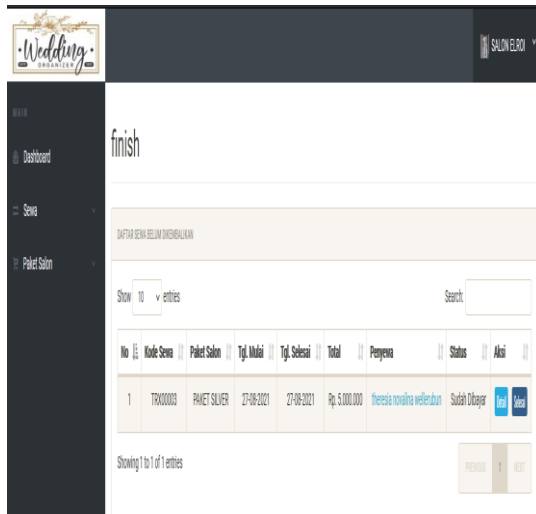 Wedding
ORGANIZER
SALON ELROI
MAIN
Dashboard
Sewa
Paket Salon
finish
DAFTAR SEWA BELUM DIKEMBALIKAN
Show 10 entries
Search:
No Kode Sewa Paket Salon Tgl. Mulai Tgl. Selesai Total Penyewa Status Aksi
1 TRX00003 PAKET SILVER 27-08-2021 27-08-2021 Rp. 5.000.000 theresia novalina wellerubun Sudah Dibayar Detail Selesai
Showing 1 to 1 of 1 entries
PREVIOUS 1 NEXT